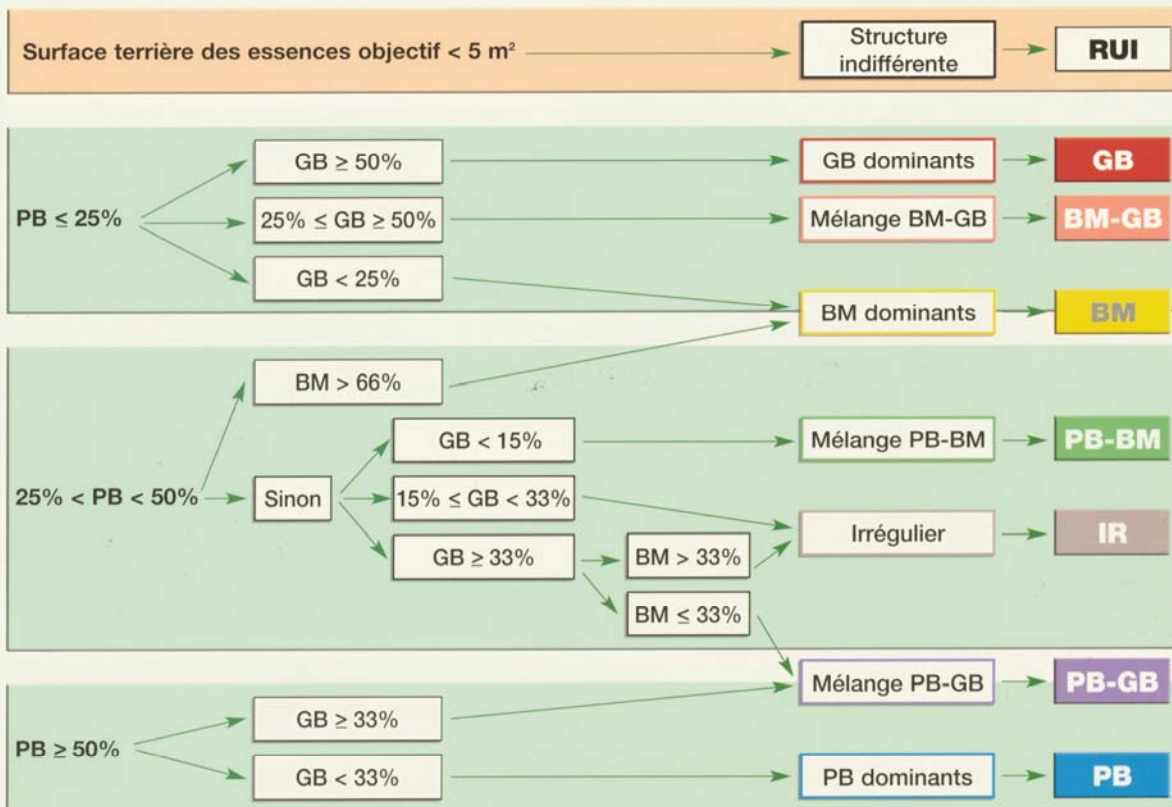 Surface terrière des essences objectif < 5 m²
Structure
indifférente
RUI
PB ≤ 25%
GB ≥ 50%
GB dominants
GB
25% ≤ GB ≥ 50%
Mélange BM-GB
BM-GB
GB < 25%
BM dominants
BM
25% < PB < 50%
BM > 66%
Sinon
GB < 15%
Mélange PB-BM
PB-BM
15% ≤ GB < 33%
Irrégulier
IR
GB ≥ 33%
BM > 33%
BM ≤ 33%
Mélange PB-GB
PB-GB
PB ≥ 50%
GB ≥ 33%
GB < 33%
PB dominants
PB